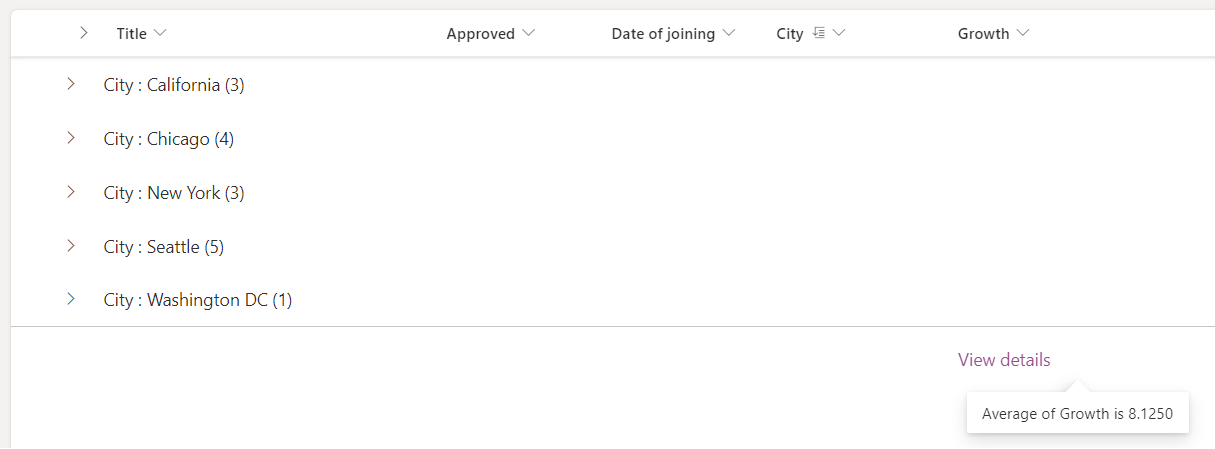 Title Approved Date of joining City Growth
City : California (3)
City : Chicago (4)
City : New York (3)
City : Seattle (5)
City : Washington DC (1)
View details
Average of Growth is 8.1250